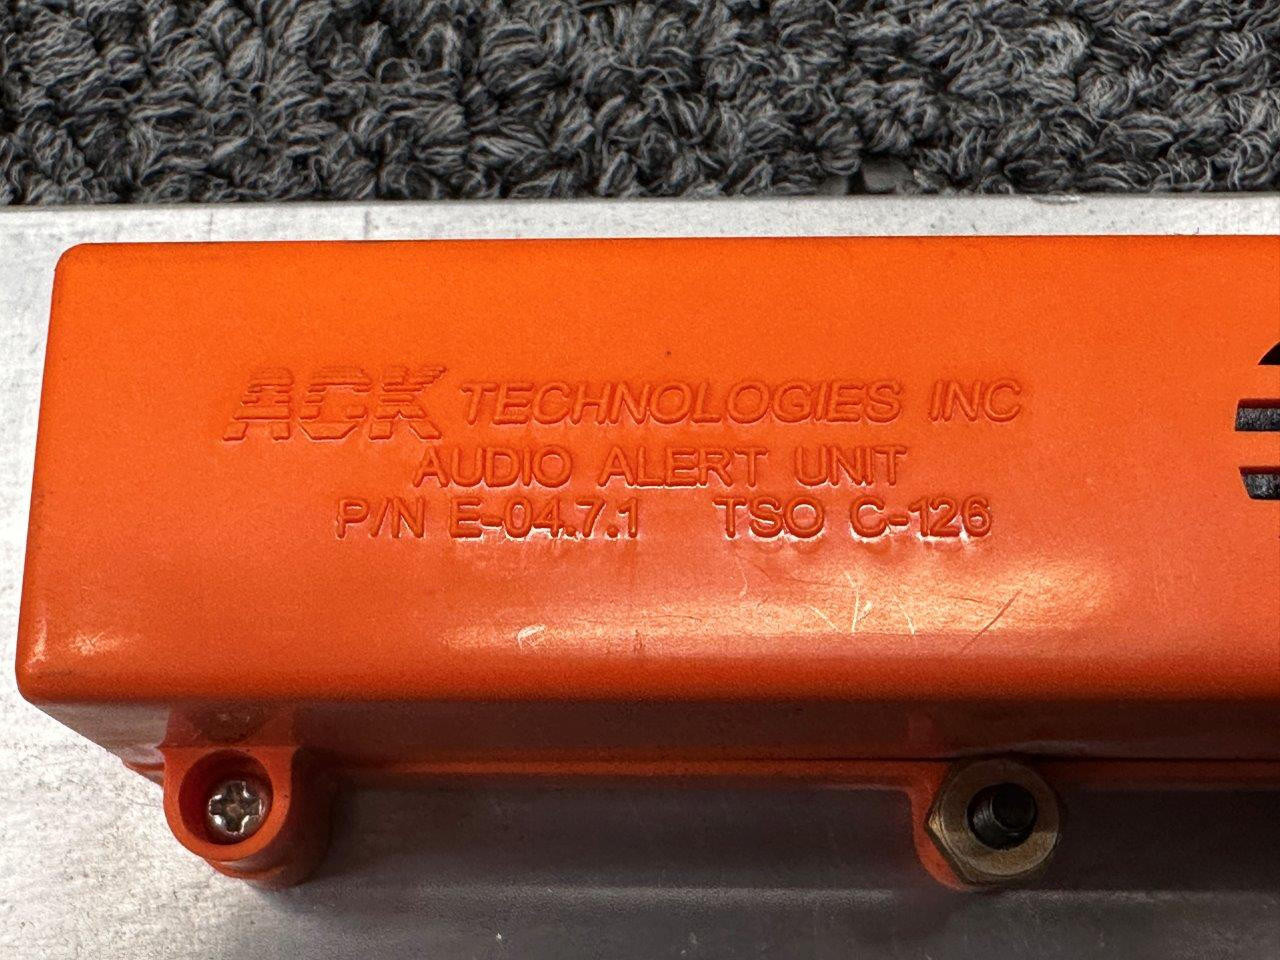 ACK TECHNOLOGIES INC
AUDIO ALERT UNIT
P/N E-04.7.1 TSO C-126